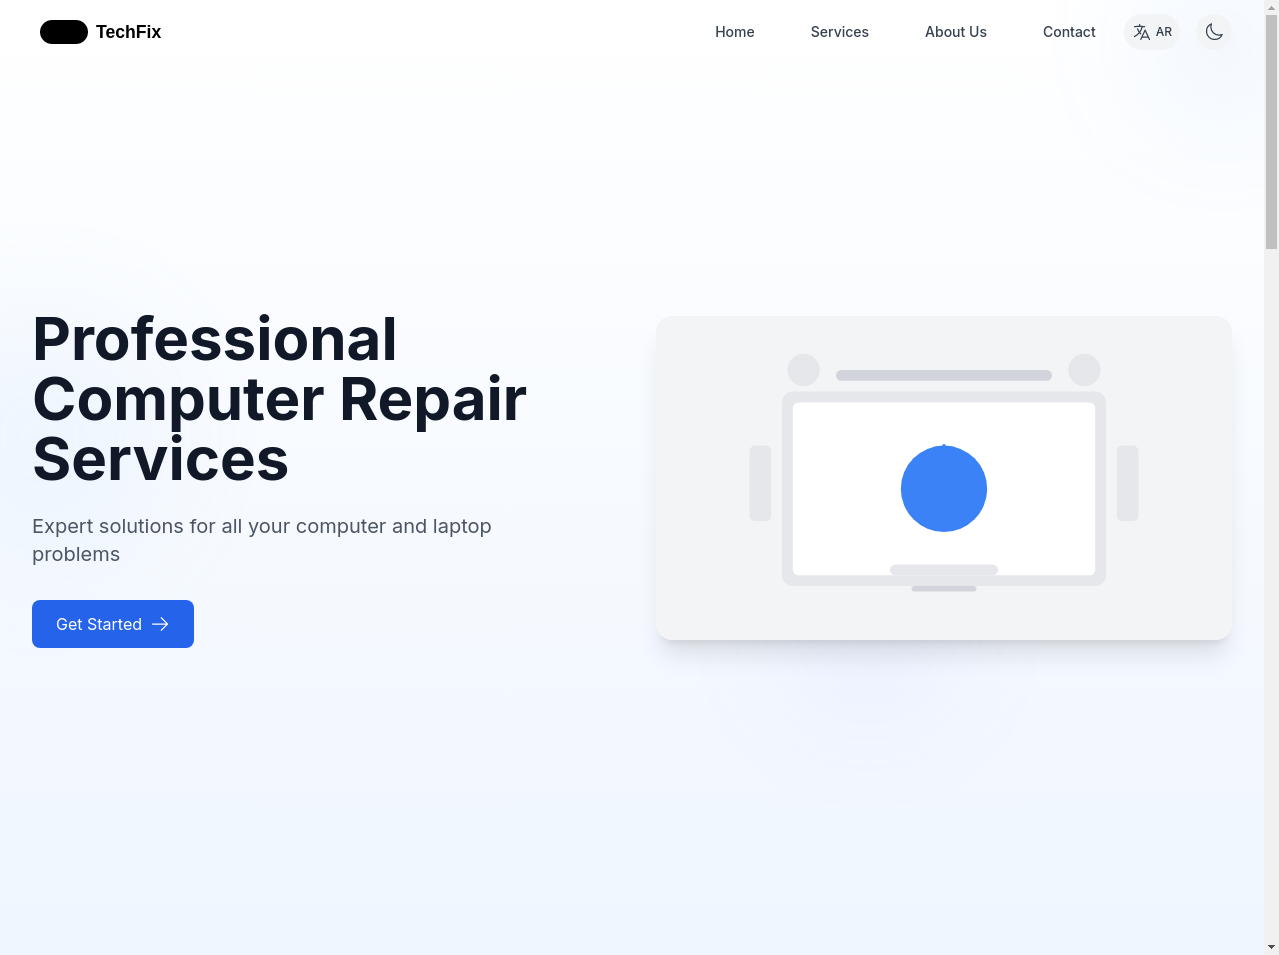 TechFix
Home
Services
About Us
Contact
AR
Professional
Computer Repair
Services
Expert solutions for all your computer and laptop
problems
Get Started